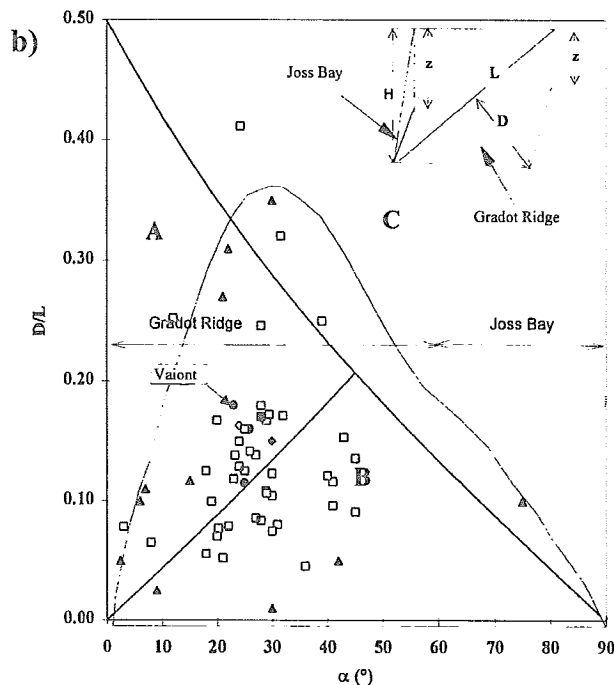 b)
0.50
0.40
0.30
0.20
0.10
0.00
D/L
0 10 20 30 40 50 60 70 80 90
α (°)
A
B
C
Gradot Ridge
Joss Bay
Vaiont
Joss Bay
H
z
L
D
z
Gradot Ridge